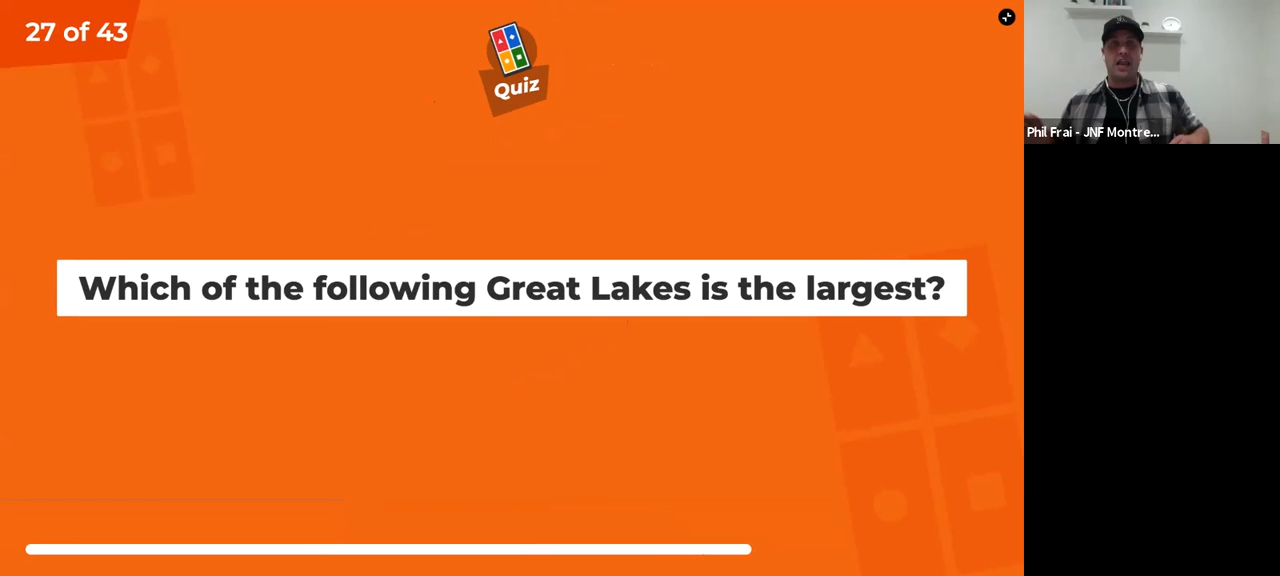 27 of 43
Quiz
Phil Frai - JNF Montre...
Which of the following Great Lakes is the largest?